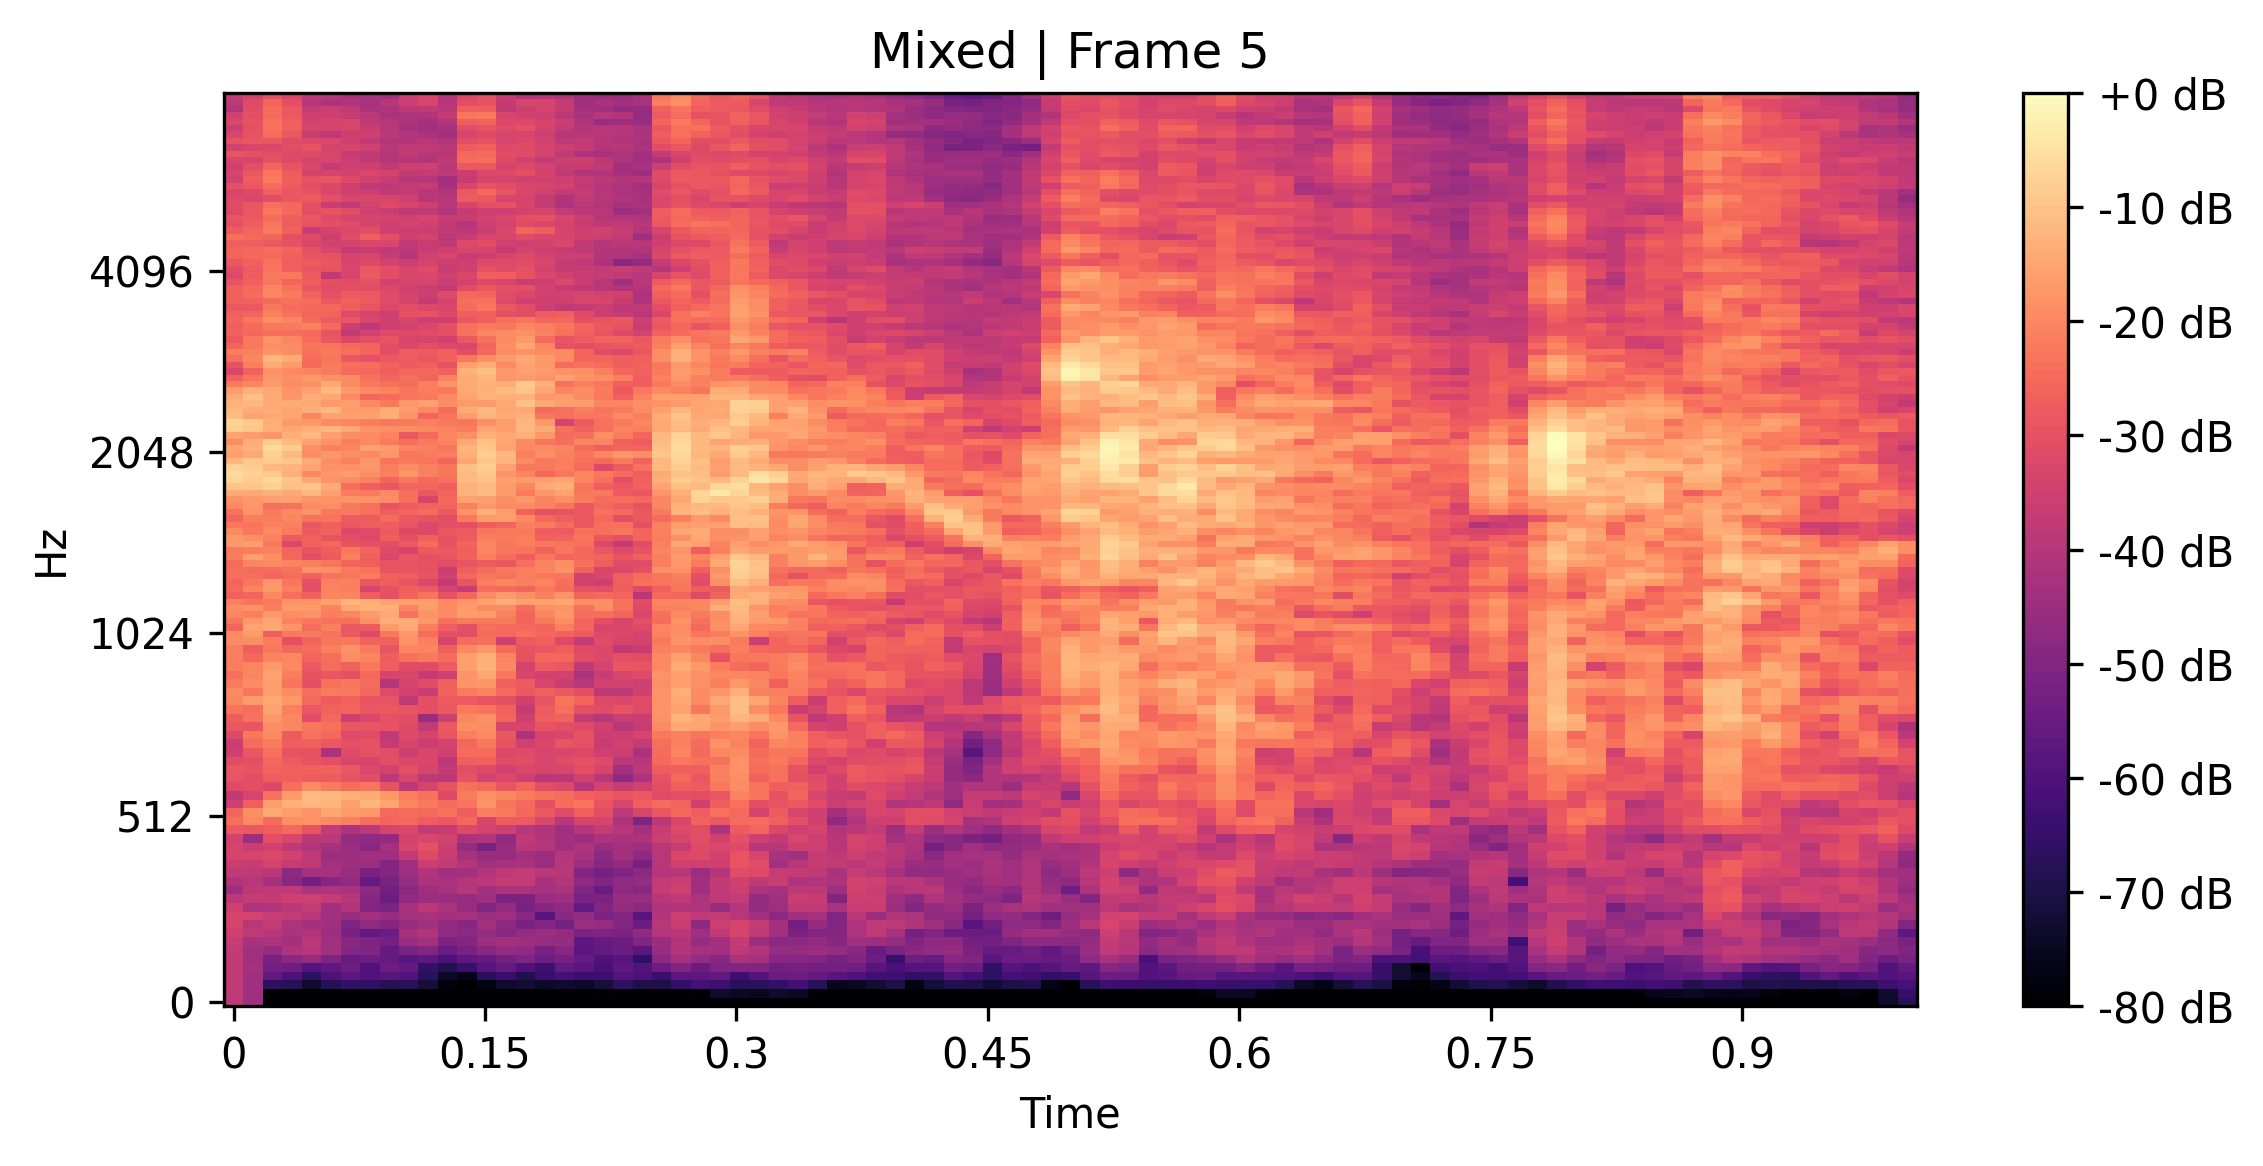 Mixed | Frame 5
+0 dB
-10 dB
-20 dB
-30 dB
-40 dB
-50 dB
-60 dB
-70 dB
-80 dB
Hz
4096
2048
1024
512
0
0 0.15 0.3 0.45 0.6 0.75 0.9
Time